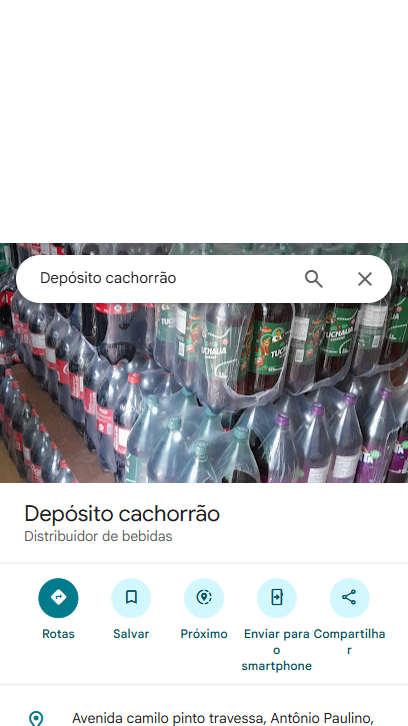 Depósito cachorrão
TUCHAUA
TUCHAUA
Depósito cachorrão
Distribuidor de bebidas
Rotas
Salvar
Próximo
Enviar para
o
smartphone
Compartilha
r
Avenida camilo pinto travessa, Antônio Paulino,